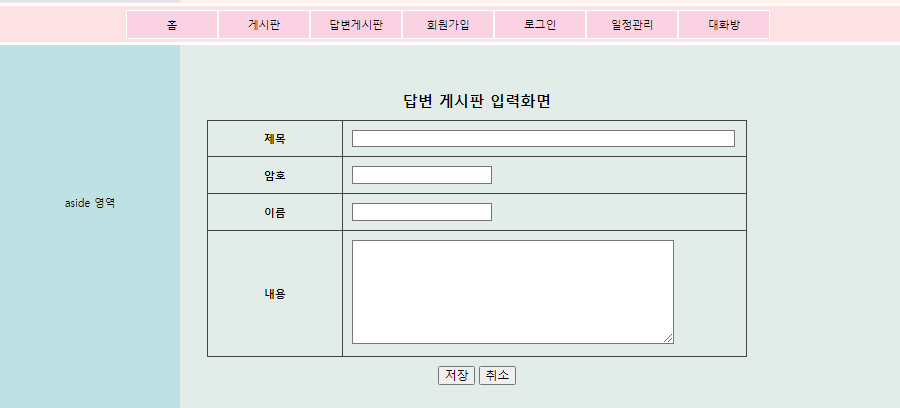 홈 게시판 답변게시판 회원가입 로그인 일정관리 대화방
답변 게시판 입력화면
제목
암호
aside 영역
이름
내용
저장 취소